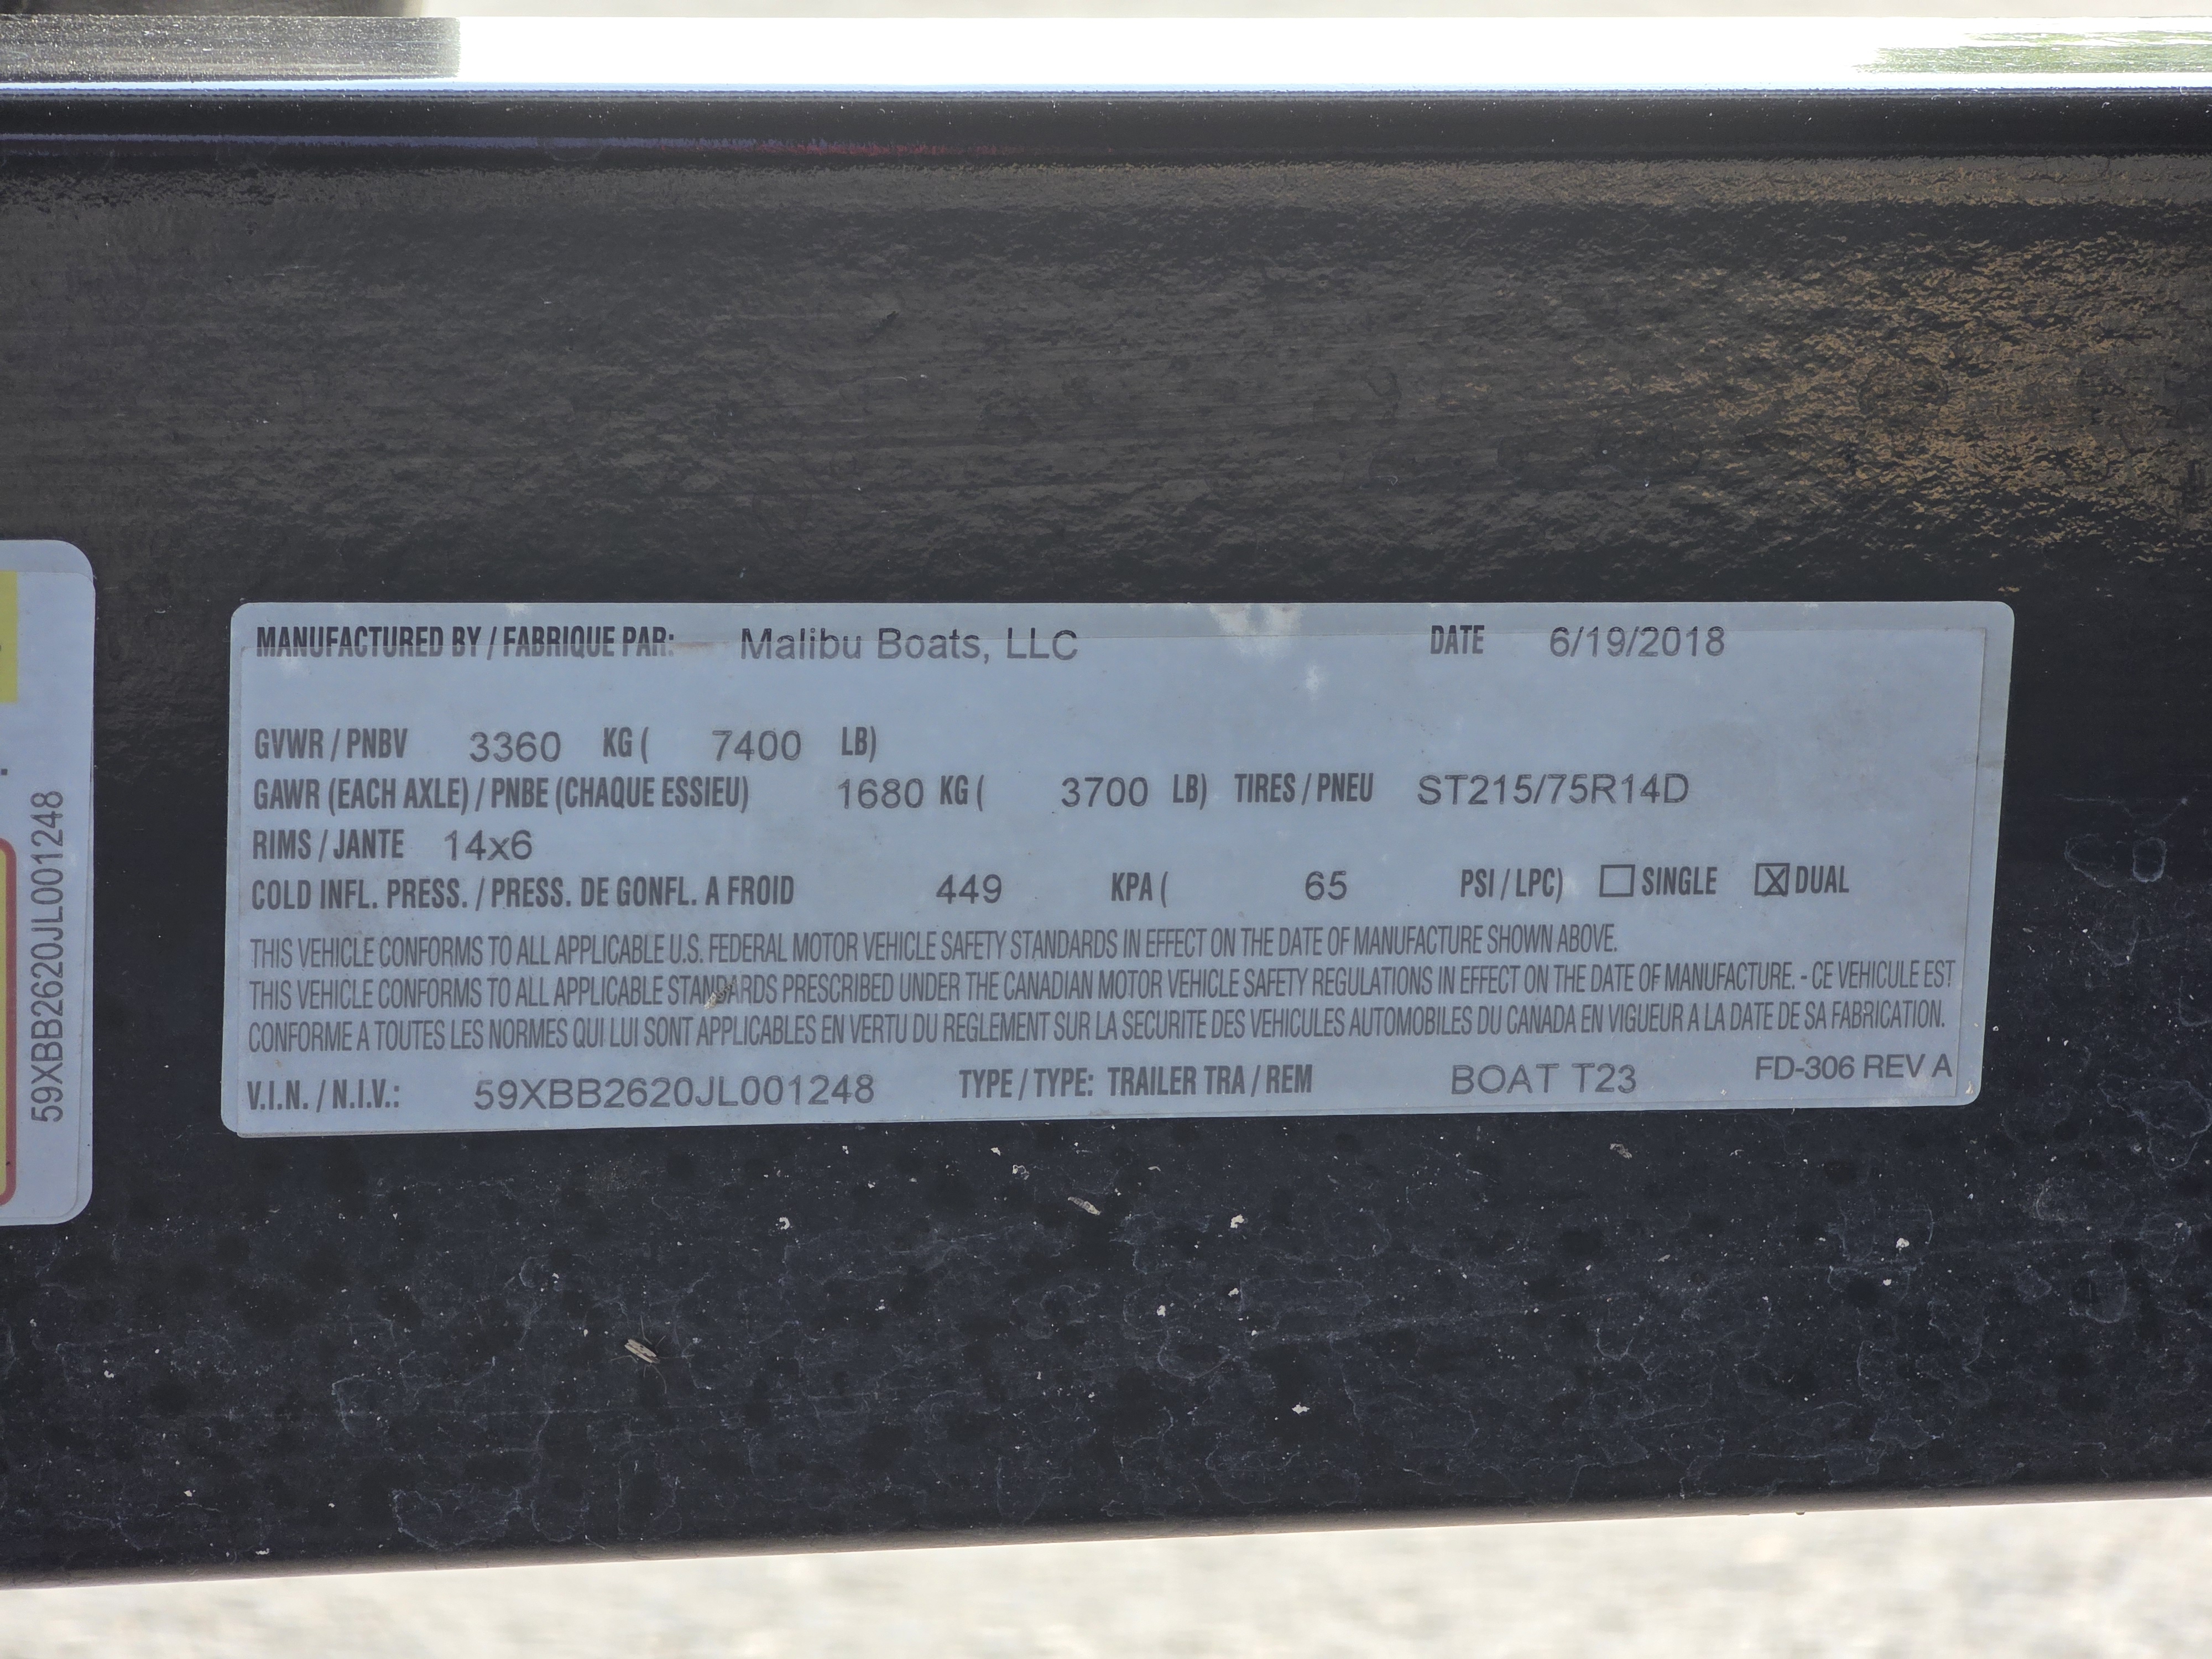 MANUFACTURED BY / FABRIQUE PAR: Malibu Boats, LLC DATE 6/19/2018
GVWR / PNBV 3360 KG ( 7400 LB)
GAWR (EACH AXLE) / PNBE (CHAQUE ESSIEU) 1680 KG ( 3700 LB) TIRES / PNEU ST215/75R14D
RIMS / JANTE 14x6
COLD INFL. PRESS. / PRESS. DE GONFL. A FROID 449 KPA ( 65 PSI / LPC) ☐ SINGLE ☒ DUAL
THIS VEHICLE CONFORMS TO ALL APPLICABLE U.S. FEDERAL MOTOR VEHICLE SAFETY STANDARDS IN EFFECT ON THE DATE OF MANUFACTURE SHOWN ABOVE.
THIS VEHICLE CONFORMS TO ALL APPLICABLE STANDARDS PRESCRIBED UNDER THE CANADIAN MOTOR VEHICLE SAFETY REGULATIONS IN EFFECT ON THE DATE OF MANUFACTURE. - CE VEHICULE EST
CONFORME A TOUTES LES NORMES QUI LUI SONT APPLICABLES EN VERTU DU REGLEMENT SUR LA SECURITE DES VEHICULES AUTOMOBILES DU CANADA EN VIGUEUR A LA DATE DE SA FABRICATION.
V.I.N. / N.I.V.: 59XBB2620JL001248 TYPE / TYPE: TRAILER TRA / REM BOAT T23 FD-306 REV A
59XBB2620JL001248